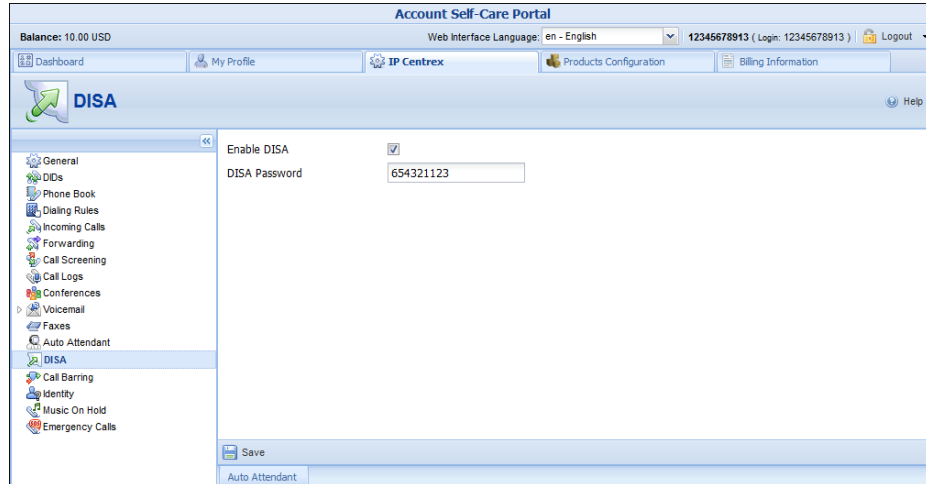 Account Self-Care Portal
Balance: 10.00 USD
Web Interface Language: en - English
12345678913 ( Login: 12345678913 )
Logout
Dashboard
My Profile
IP Centrex
Products Configuration
Billing Information
DISA
Help
General
DIDs
Phone Book
Dialing Rules
Incoming Calls
Forwarding
Call Screening
Call Logs
Conferences
Voicemail
Faxes
Auto Attendant
DISA
Call Barring
Identity
Music On Hold
Emergency Calls
Enable DISA
DISA Password 654321123
Save
Auto Attendant